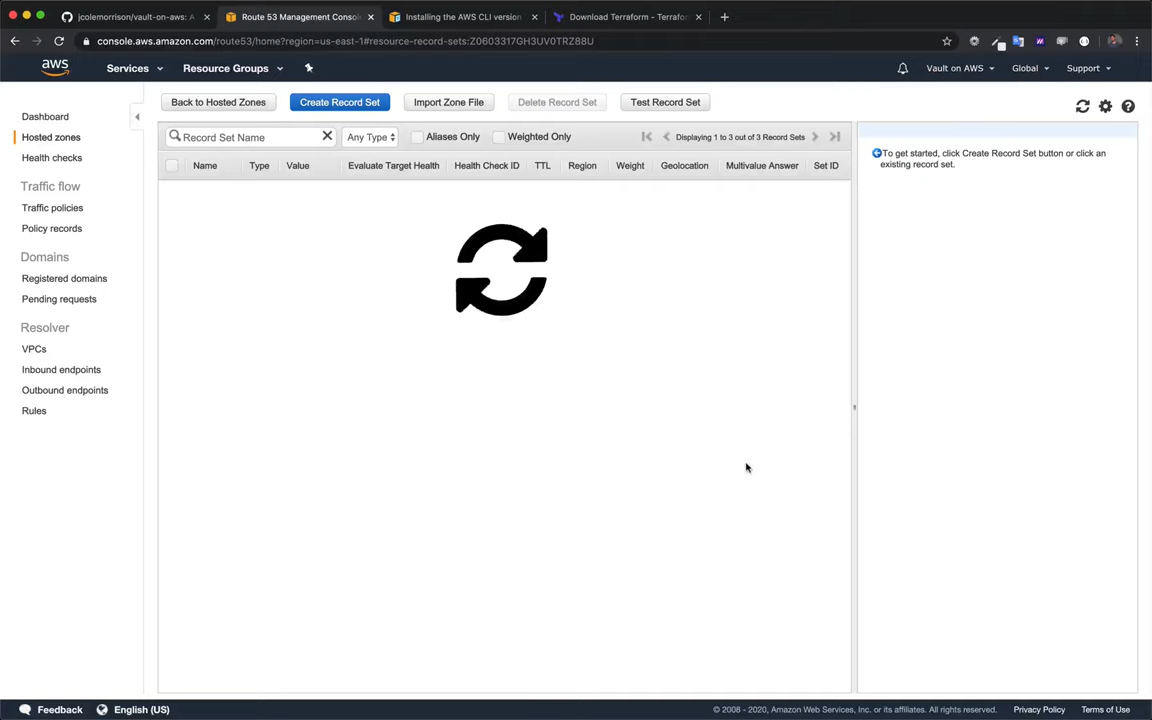 jcolemorrison/vault-on-aws: A
Route 53 Management Consol
Installing the AWS CLI version
Download Terraform - Terrafor
console.aws.amazon.com/route53/home?region=us-east-1#resource-record-sets:Z0603317GH3UV0TRZ88U
aws
Services
Resource Groups
Vault on AWS
Global
Support
Dashboard
Hosted zones
Health checks
Traffic flow
Traffic policies
Policy records
Domains
Registered domains
Pending requests
Resolver
VPCs
Inbound endpoints
Outbound endpoints
Rules
Back to Hosted Zones
Create Record Set
Import Zone File
Delete Record Set
Test Record Set
Record Set Name
Any Type
Aliases Only
Weighted Only
Displaying 1 to 3 out of 3 Record Sets
Name
Type
Value
Evaluate Target Health
Health Check ID
TTL
Region
Weight
Geolocation
Multivalue Answer
Set ID
To get started, click Create Record Set button or click an
existing record set.
Feedback
English (US)
© 2008 - 2020, Amazon Web Services, Inc. or its affiliates. All rights reserved.
Privacy Policy
Terms of Use